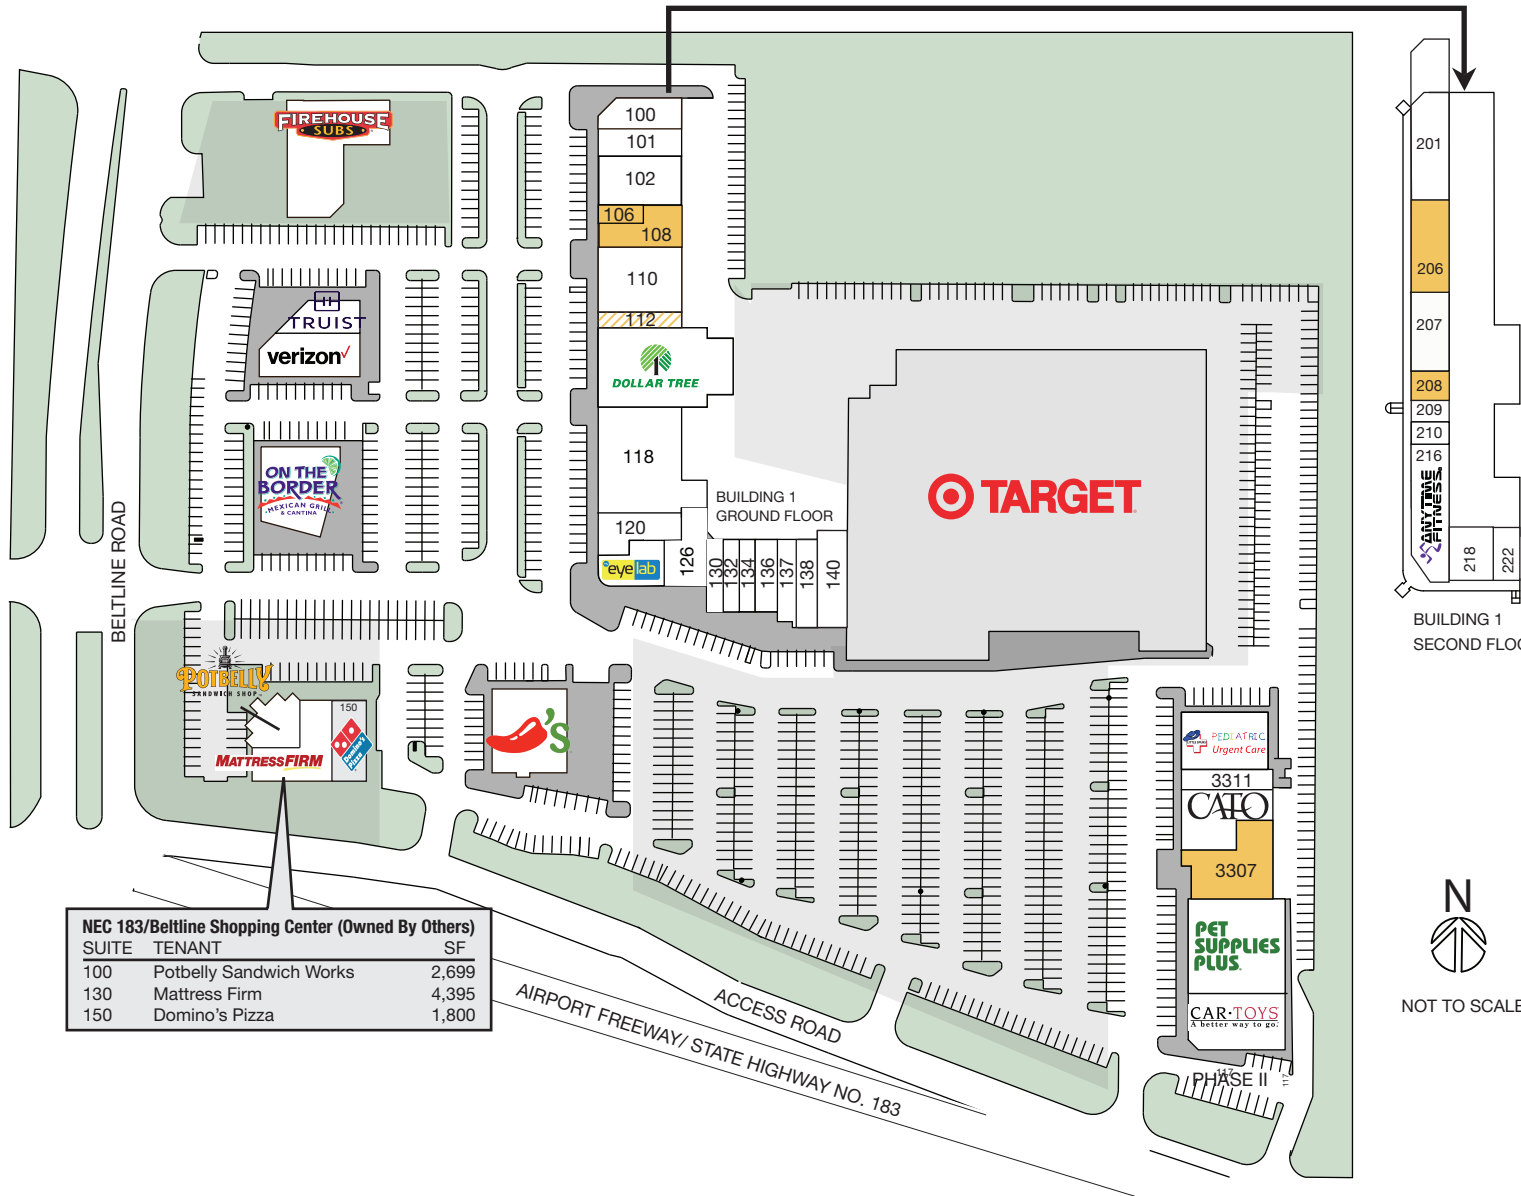 FIREHOUSE
SUBS
TRUIST
verizon
ON THE
BORDER
MEXICAN GRILL
& CANTINA
BELTLINE ROAD
100
101
102
106
108
110
112
DOLLAR TREE
118
120
eyelab
126
130
132
134
136
137
138
140
BUILDING 1
GROUND FLOOR
TARGET
201
206
207
208
209
210
216
ANYTIME
FITNESS
218
222
BUILDING 1
SECOND FLOO
POTBELLY
SANDWICH SHOP
150
MATTRESSFIRM
Domino's
Pizza
'S
PEDIATRIC
Urgent Care
3311
CATO
3307
PET
SUPPLIES
PLUS
CAR·TOYS
A better way to go.
PHASE II
117
117
N
NOT TO SCALE
NEC 183/Beltline Shopping Center (Owned By Others)
SUITE TENANT SF
100 Potbelly Sandwich Works 2,699
130 Mattress Firm 4,395
150 Domino's Pizza 1,800
ACCESS ROAD
AIRPORT FREEWAY/ STATE HIGHWAY NO. 183